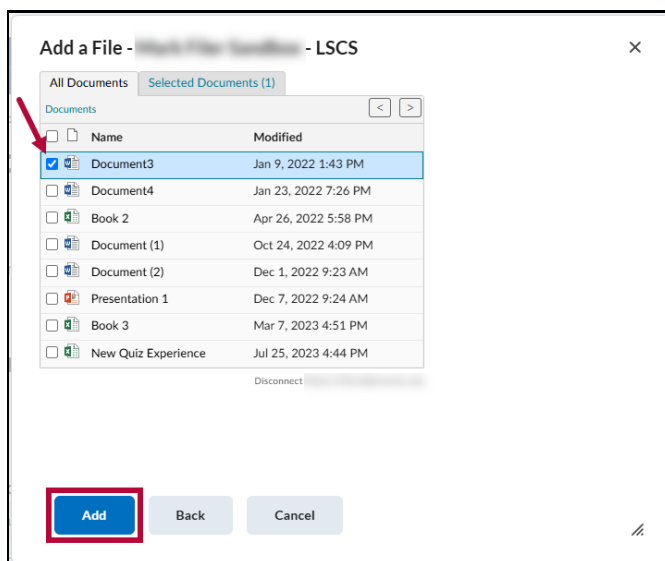 Add a File - - LSCS
All Documents Selected Documents (1)
Documents < >
Name Modified
Document3 Jan 9, 2022 1:43 PM
Document4 Jan 23, 2022 7:26 PM
Book 2 Apr 26, 2022 5:58 PM
Document (1) Oct 24, 2022 4:09 PM
Document (2) Dec 1, 2022 9:23 AM
Presentation 1 Dec 7, 2022 9:24 AM
Book 3 Mar 7, 2023 4:51 PM
New Quiz Experience Jul 25, 2023 4:44 PM
Disconnect
Add Back Cancel